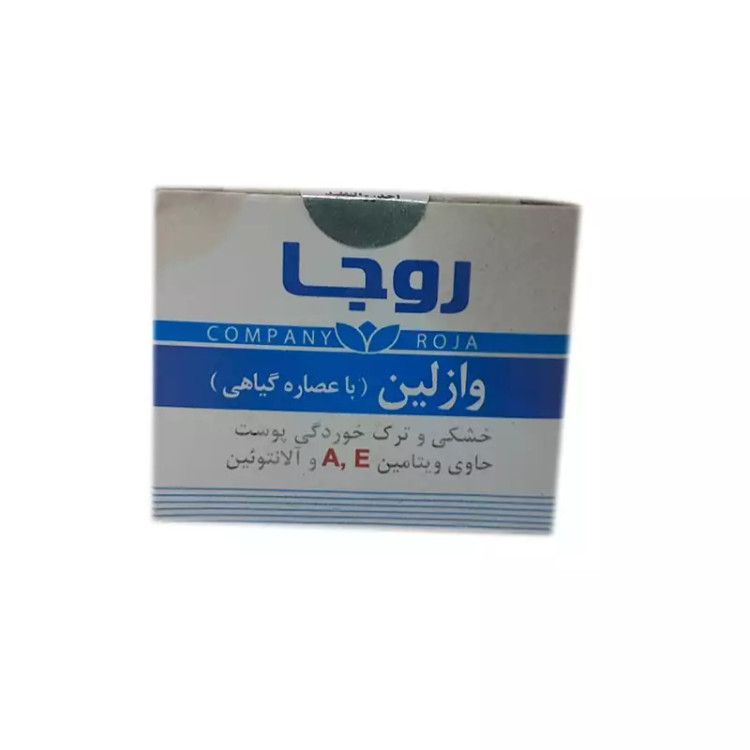 روجا
COMPANY ROJA
وازلین (با عصاره گیاهی)
خشکی و ترک خوردگی پوست
حاوی ویتامین A, E و آلانتوئین